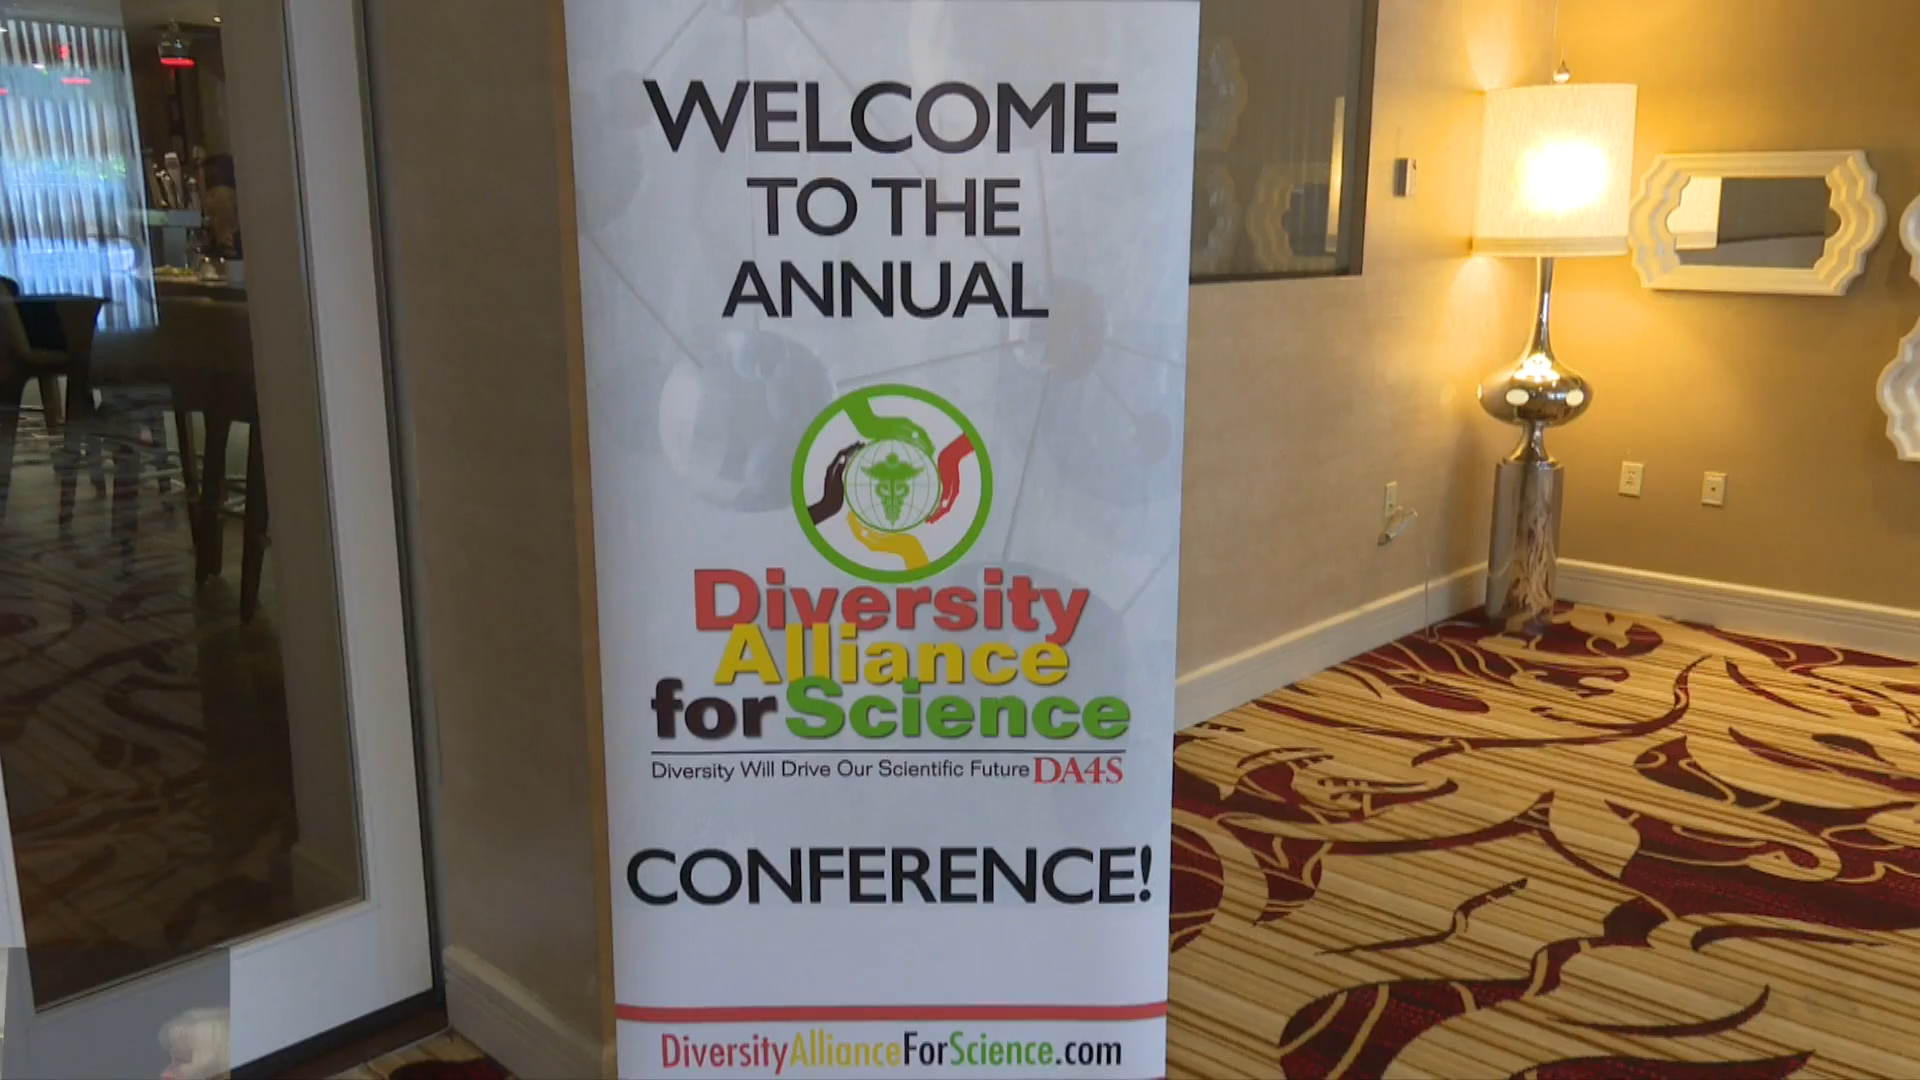 WELCOME
TO THE
ANNUAL
Diversity
Alliance
for Science
Diversity Will Drive Our Scientific Future DA4S
CONFERENCE!
DiversityAllianceForScience.com